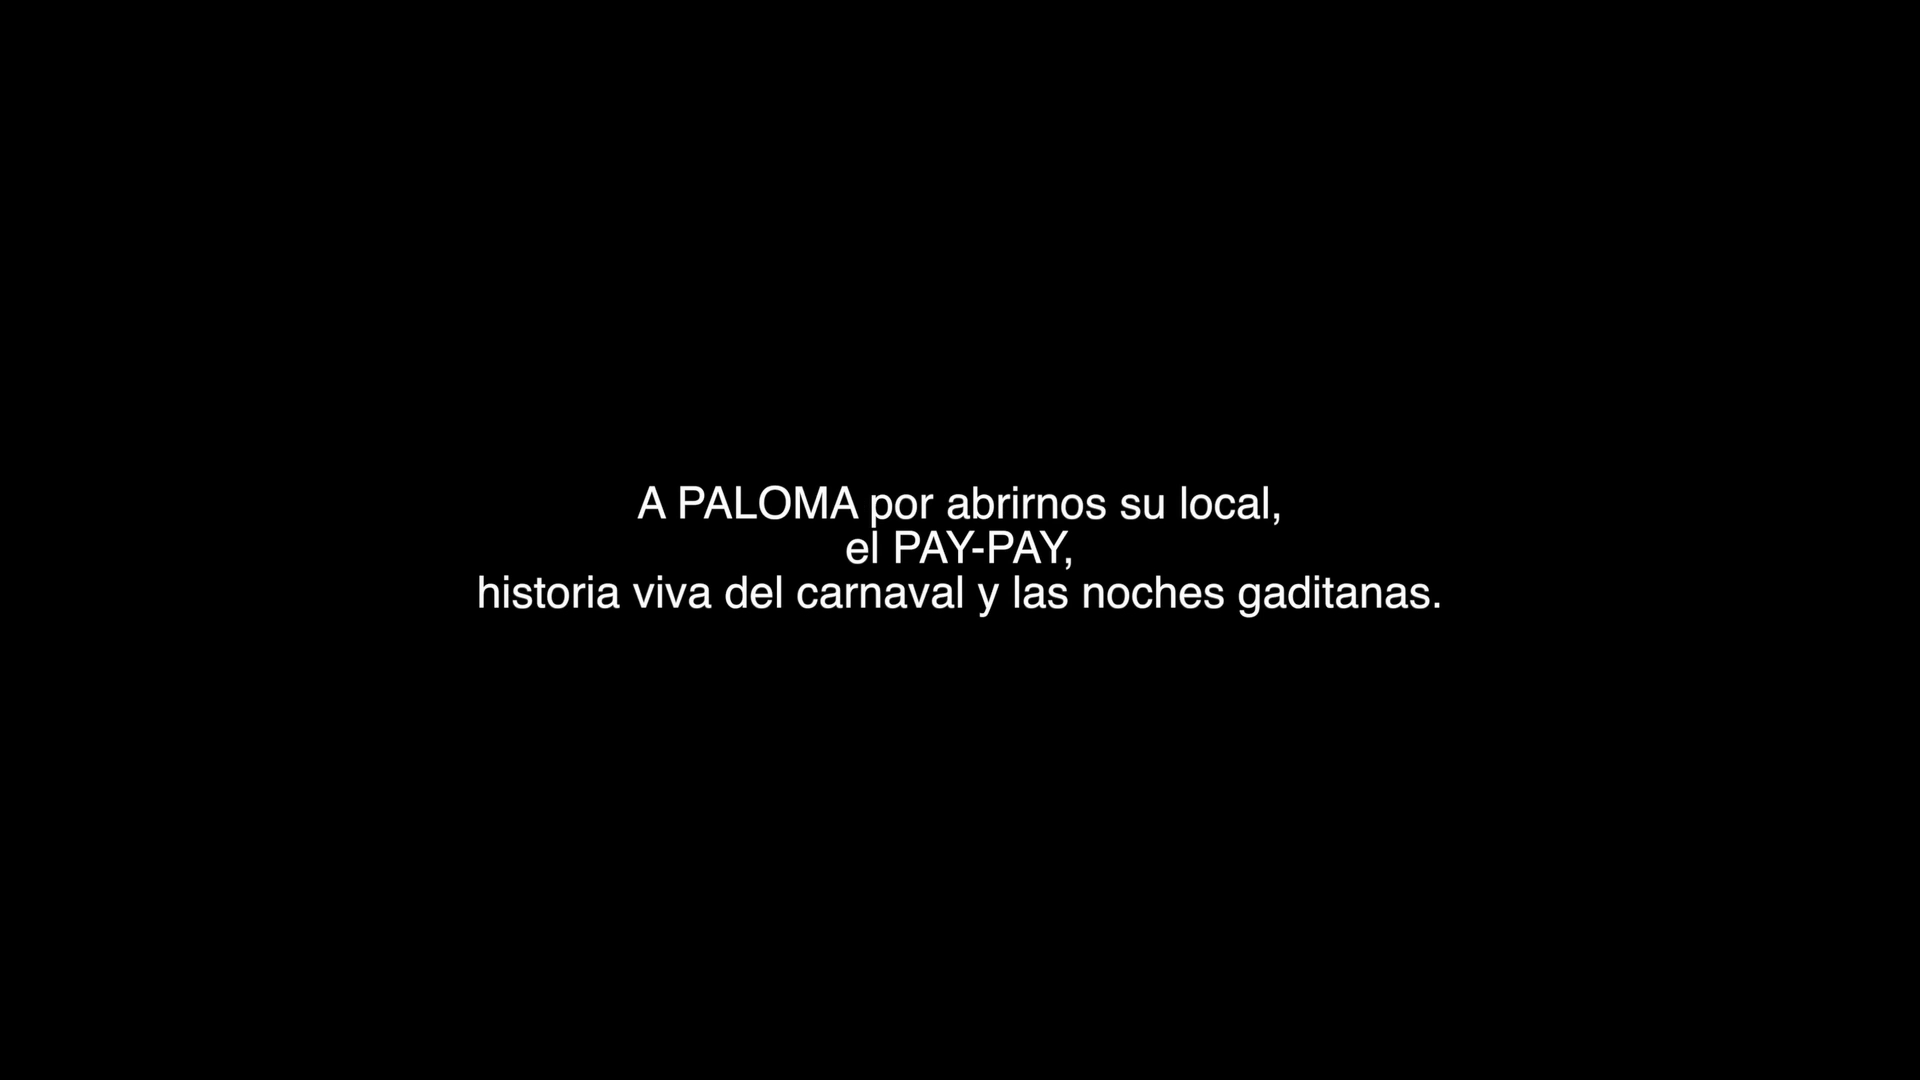 A PALOMA por abrirnos su local,
el PAY-PAY,
historia viva del carnaval y las noches gaditanas.